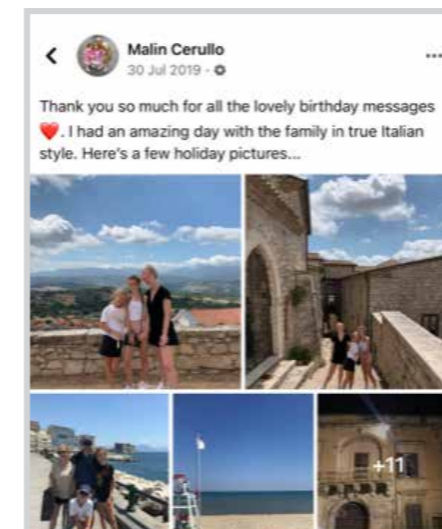 Malin Cerullo
30 Jul 2019 ·
Thank you so much for all the lovely birthday messages
❤️. I had an amazing day with the family in true Italian
style. Here's a few holiday pictures...
+11